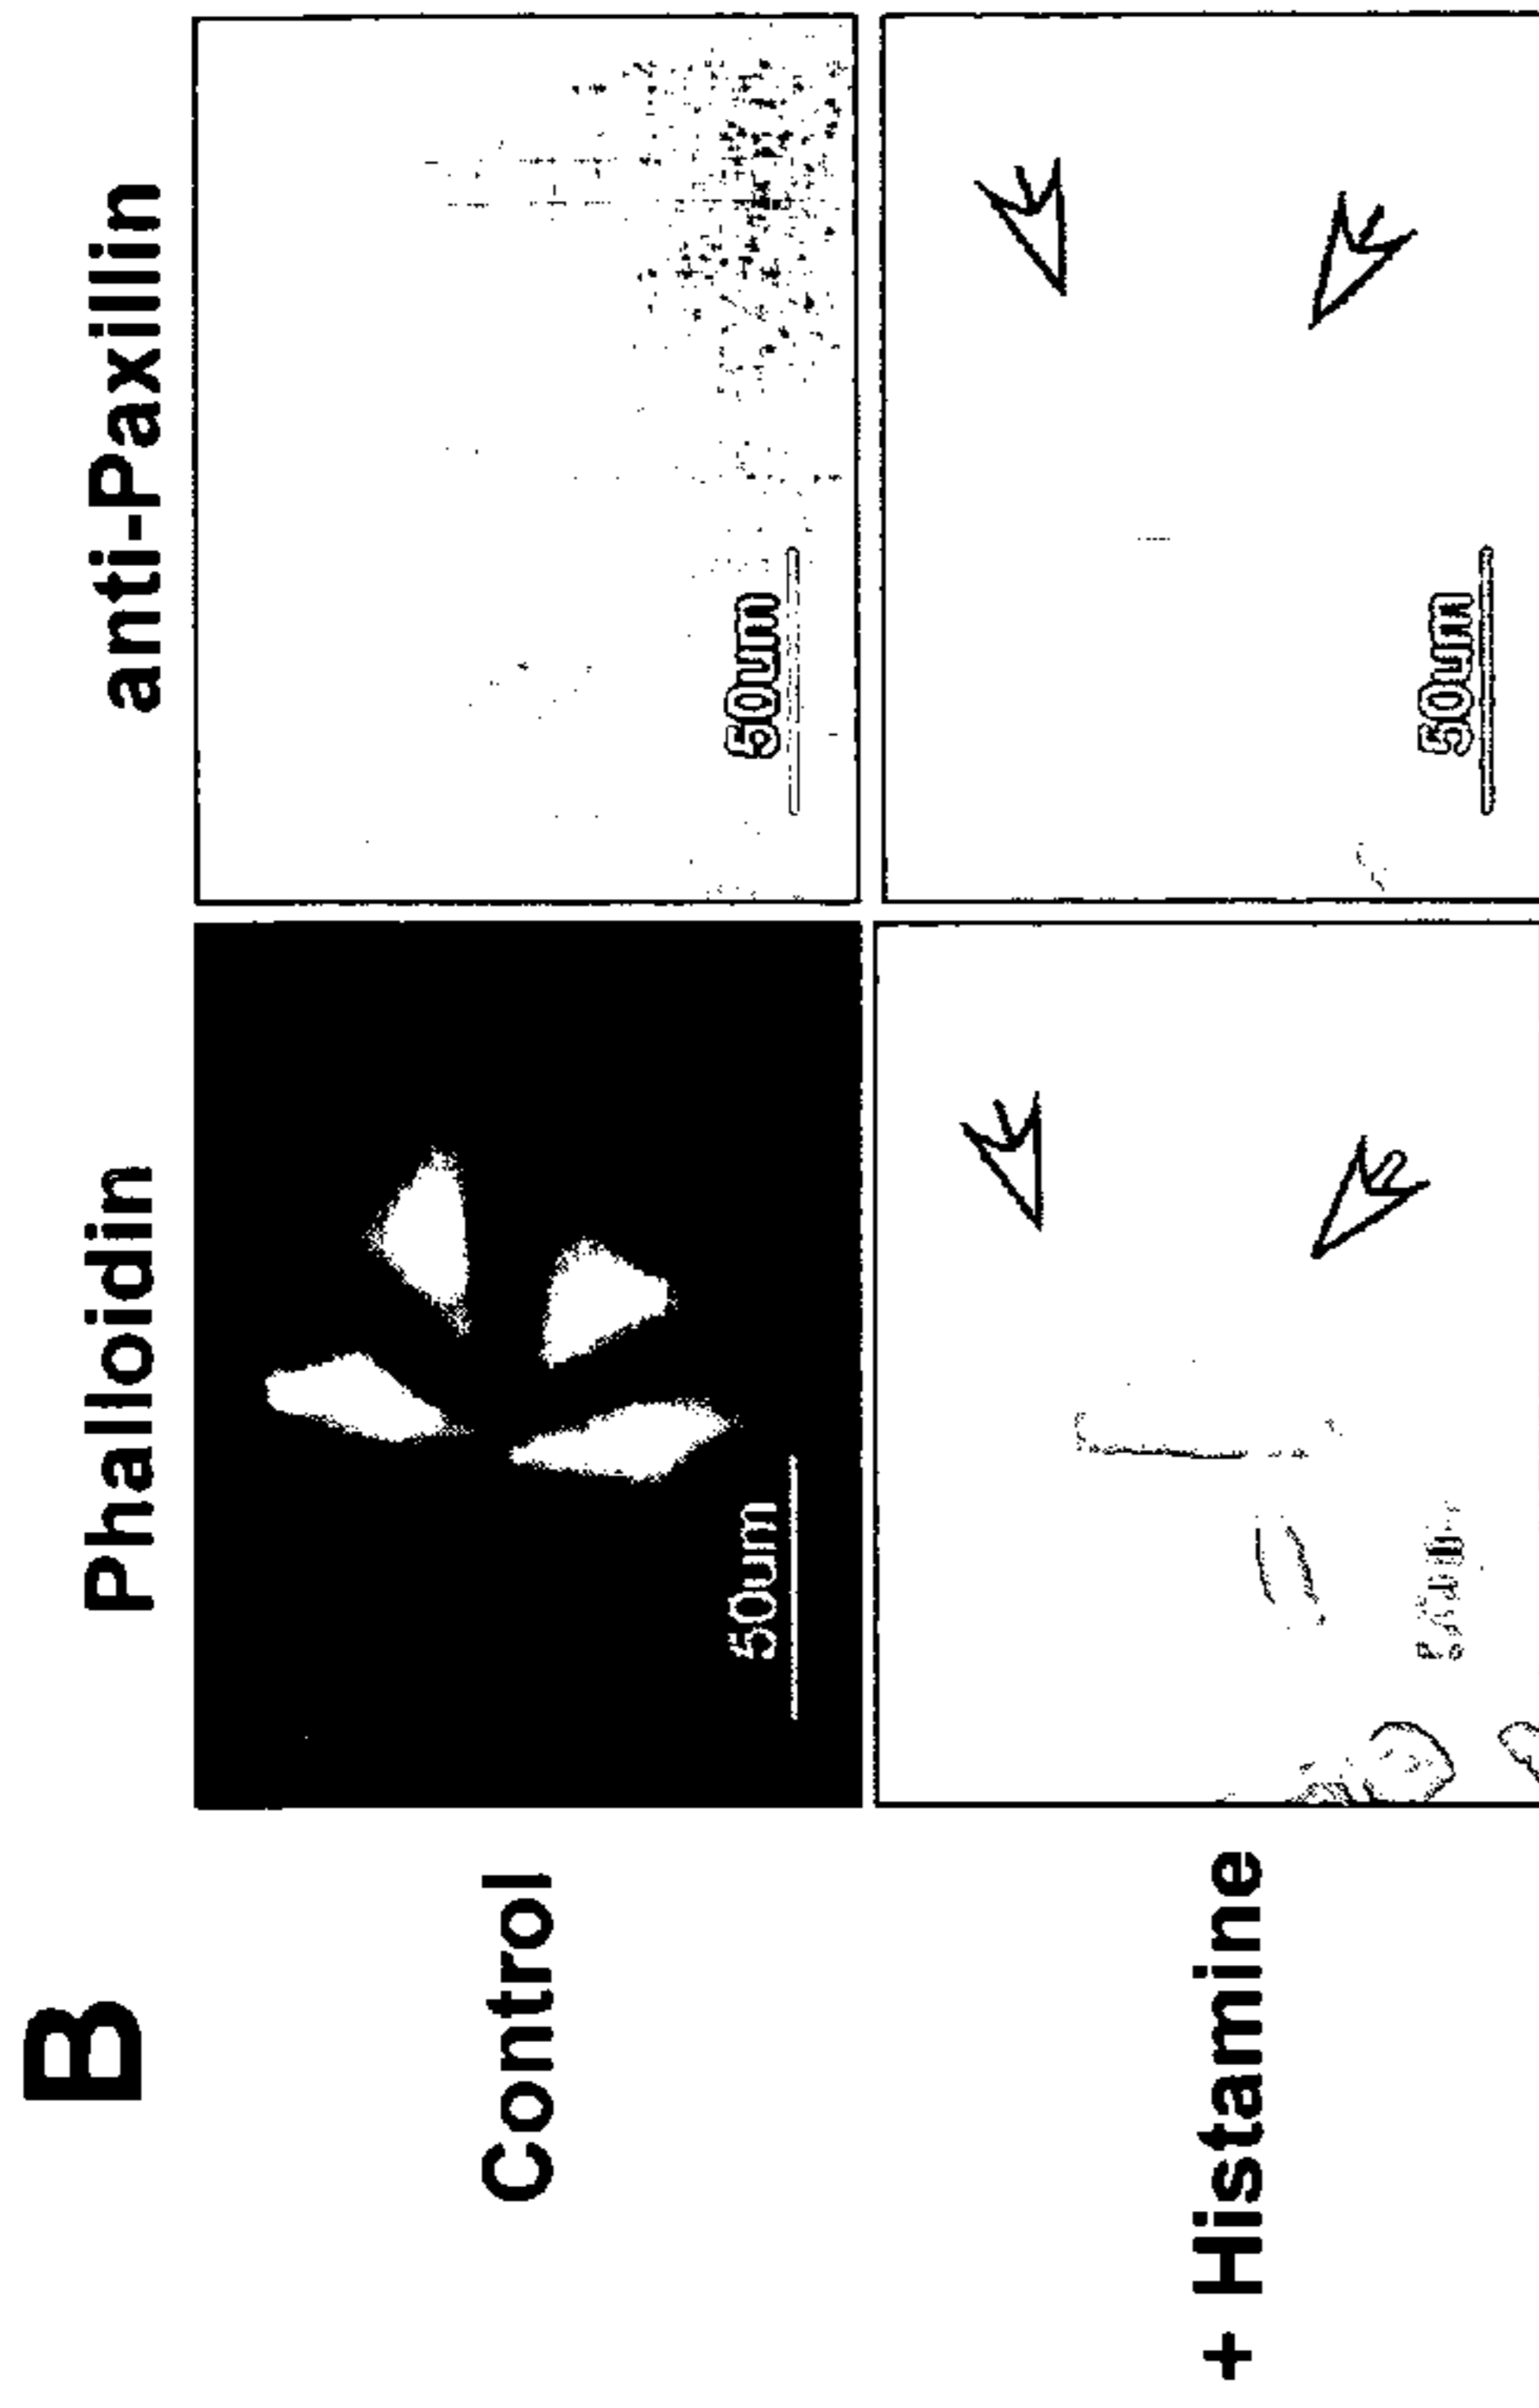 B
Phalloidin
anti-Paxillin
Control
50um
50um
+ Histamine
50um